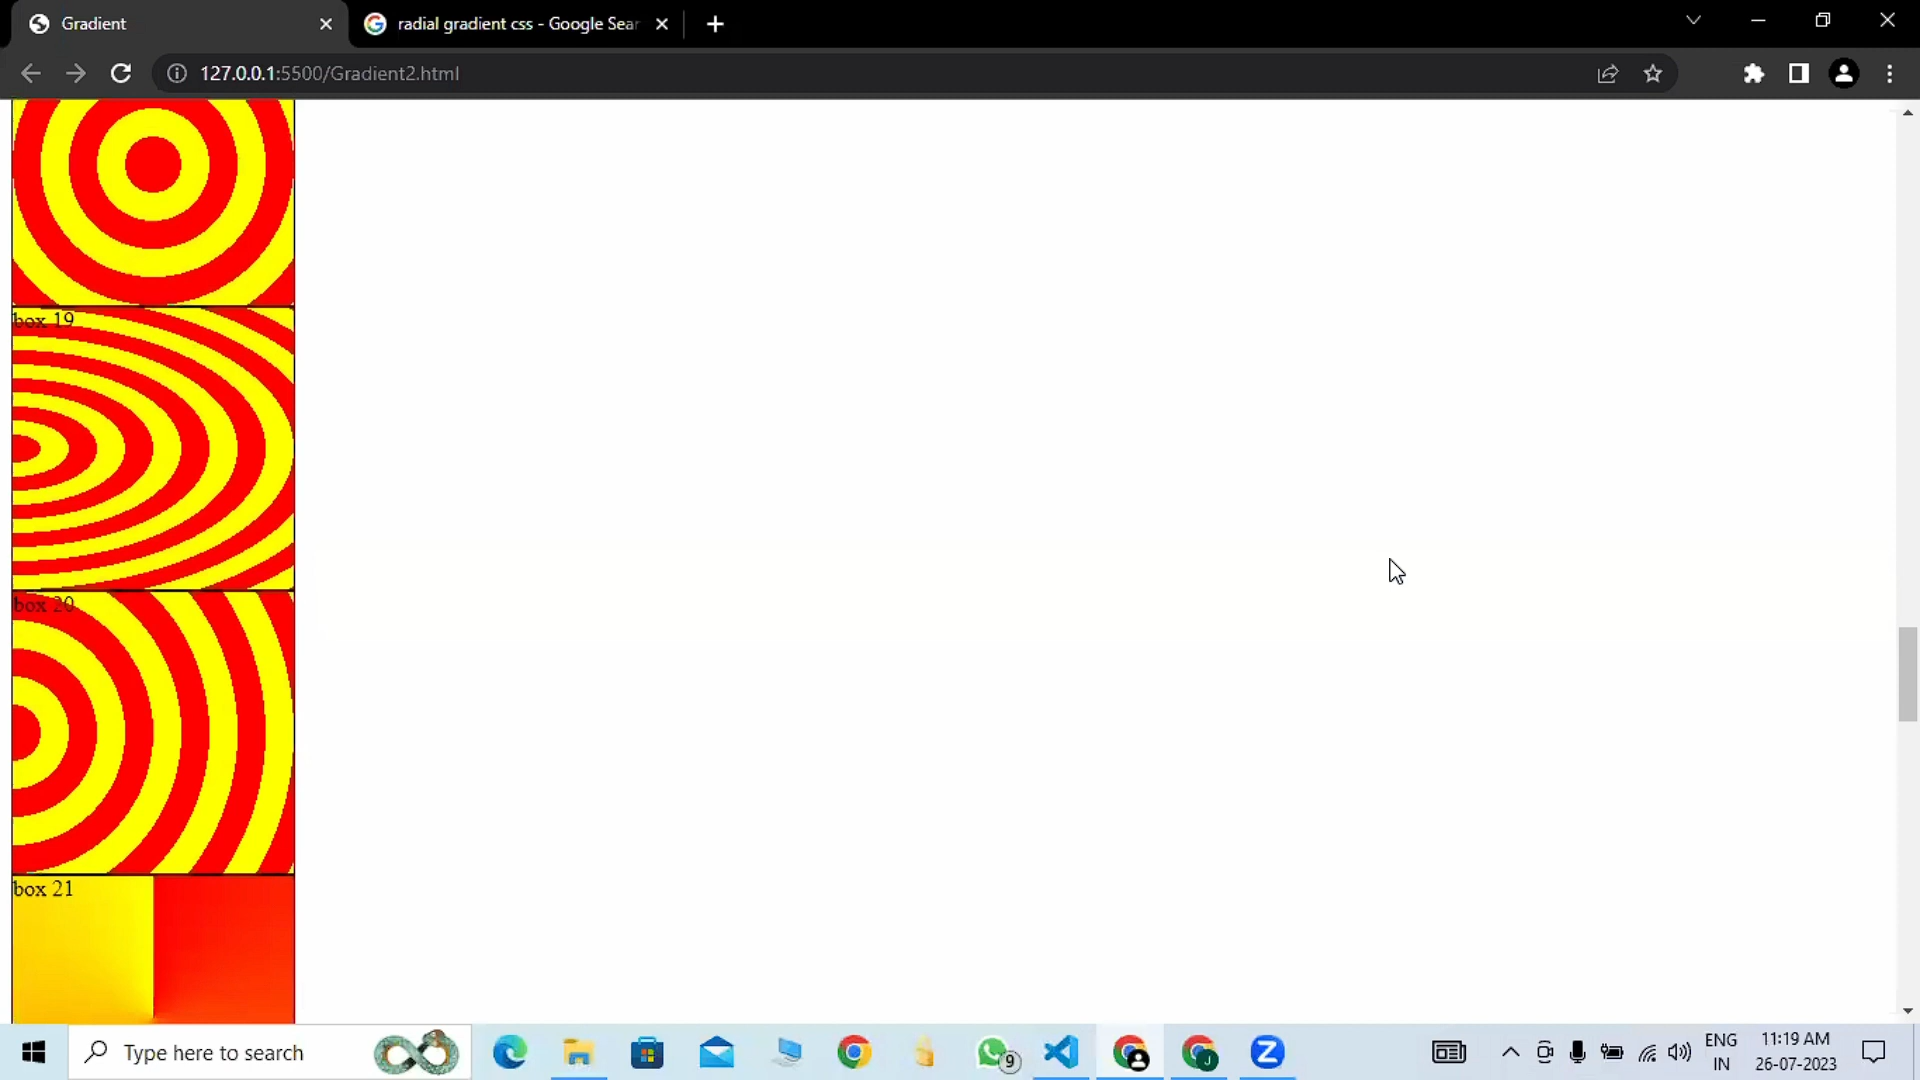 Gradient
radial gradient css - Google Sear
127.0.0.1:5500/Gradient2.html
box 19
box 20
box 21
Type here to search
9
J
ENG
IN
11:19 AM
26-07-2023